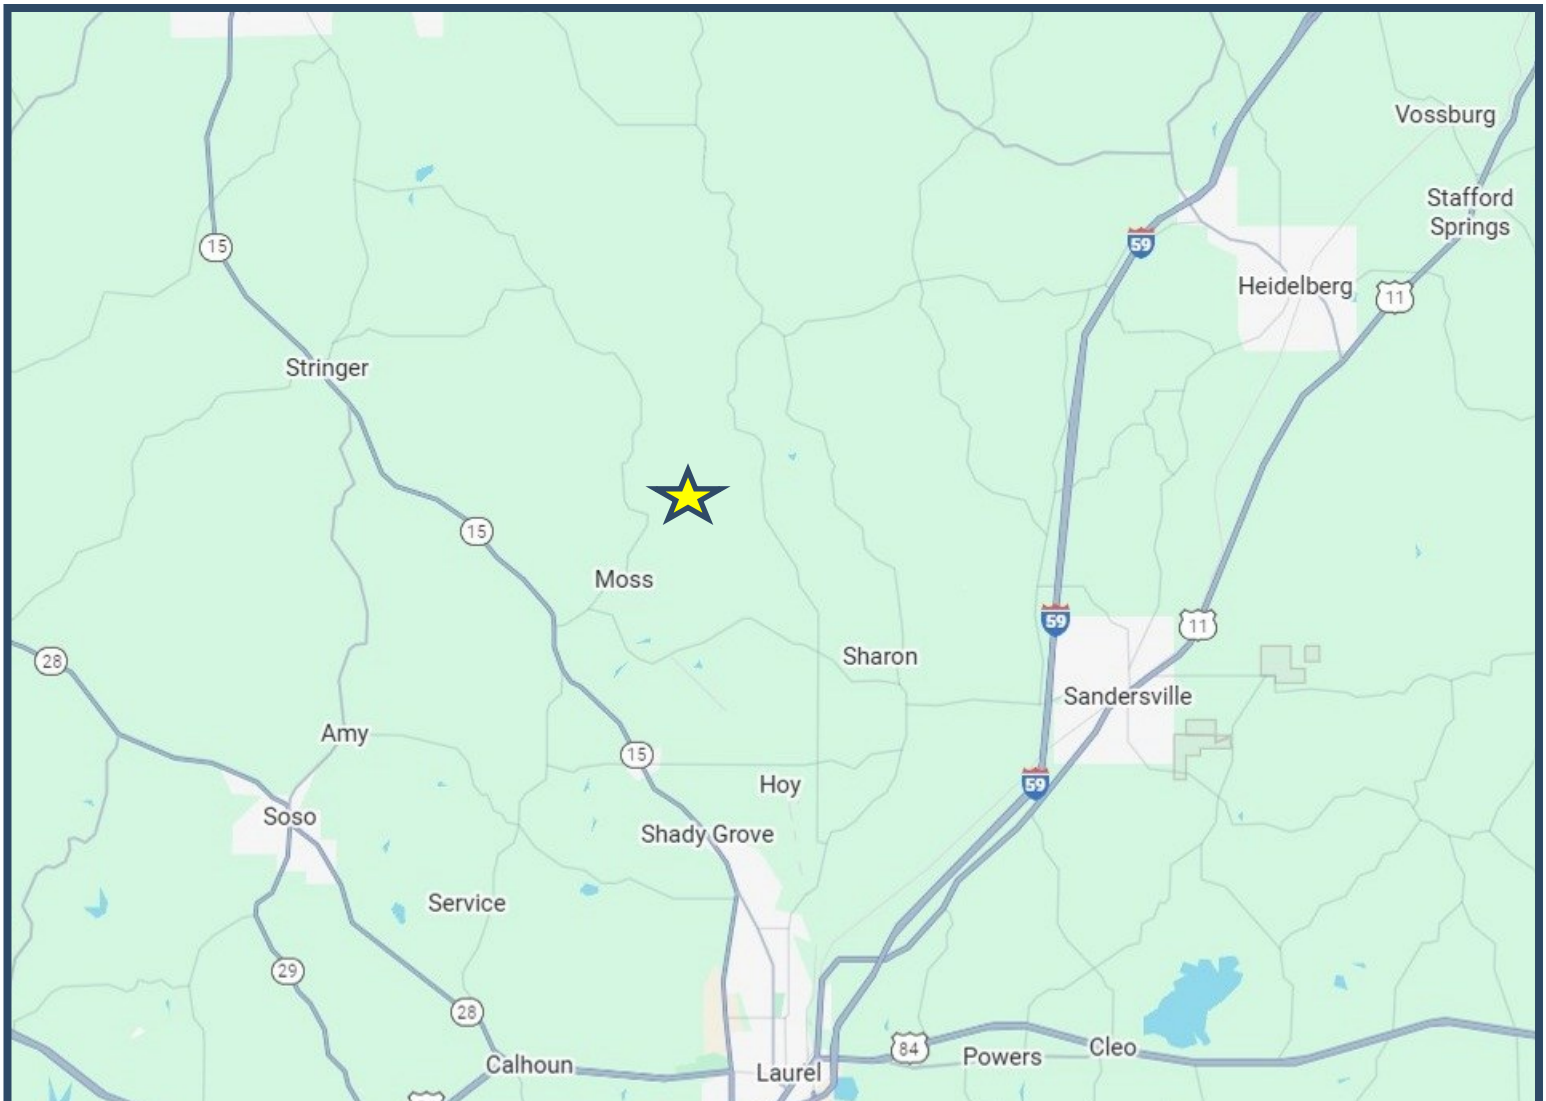 Vossburg
Stafford
Springs
15
59
Heidelberg
11
Stringer
15
Moss
59
11
28
Sharon
Sandersville
Amy
15
59
Hoy
Soso
Shady Grove
Service
29
28
84
Cleo
Powers
Calhoun
Laurel